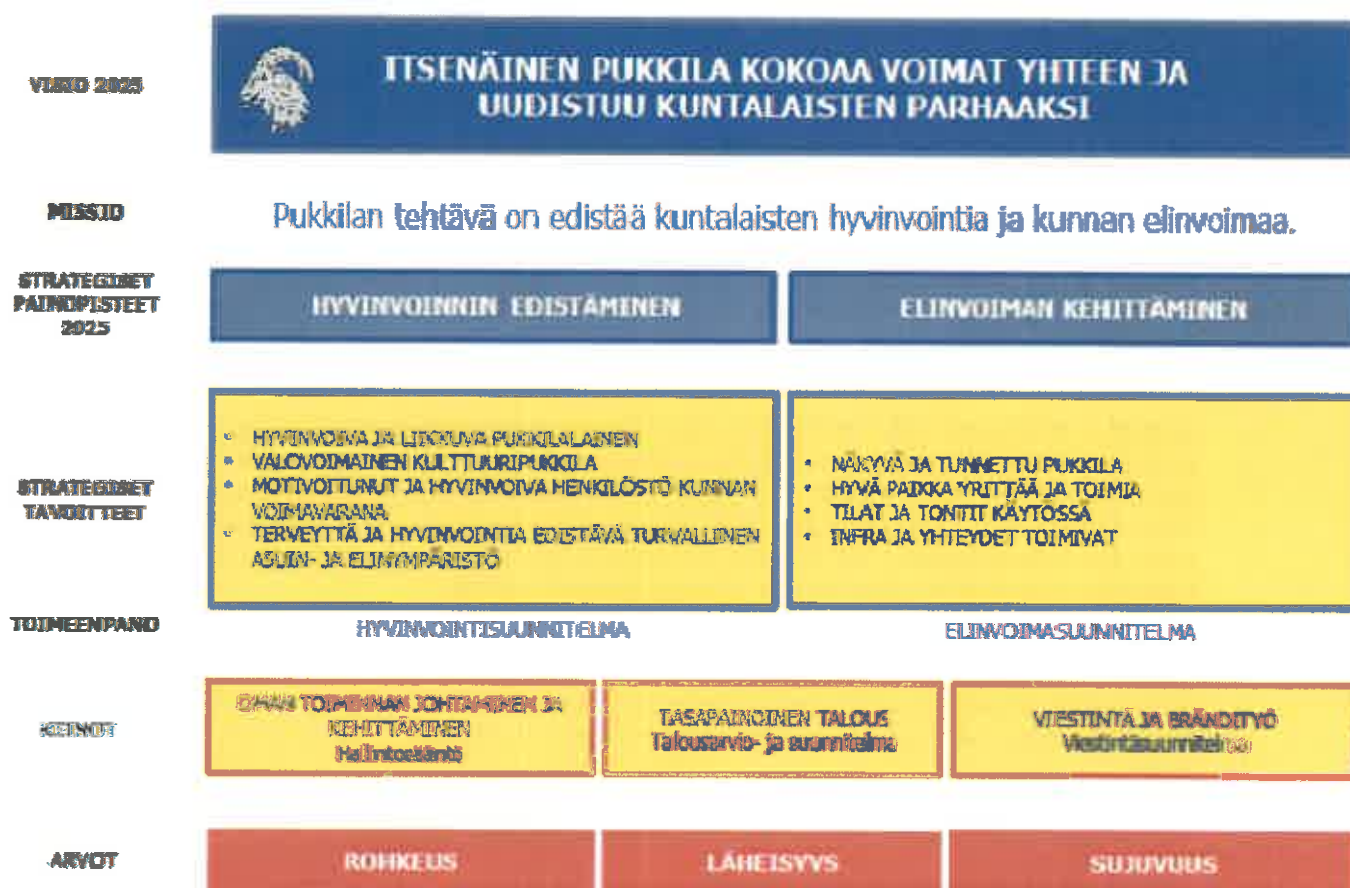 VISIO 2025
ITSENÄINEN PUKKILA KOKOAA VOIMAT YHTEEN JA
UUDISTUU KUNTALAISTEN PARHAAKSI
MISSIO
Pukkilan tehtävä on edistää kuntalaisten hyvinvointia ja kunnan elinvoimaa.
STRATEGISET
PAINOPISTEET
2025
HYVINVOINNIN EDISTÄMINEN
ELINVOIMAN KEHITTÄMINEN
STRATEGISET
TAVOITTEET
• HYVINVOIVA JA LIIKKUVA PUKKILALAINEN
• VALOVOIMAINEN KULTTUURIPUKKILA
• MOTIVOITUNUT JA HYVINVOIVA HENKILÖSTÖ KUNNAN
VOIMAVARANA
• TERVEYTTÄ JA HYVINVOINTIA EDISTÄVÄ TURVALLINEN
ASUIN- JA ELINYMPÄRISTÖ
• NÄKYVÄ JA TUNNETTU PUKKILA
• HYVÄ PAIKKA YRITTÄÄ JA TOIMIA
• TILAT JA TONTIT KÄYTÖSSÄ
• INFRA JA YHTEYDET TOIMIVAT
TOIMEENPANO
HYVINVOINTISUUNNITELMA
ELINVOIMASUUNNITELMA
KEINOT
OMAN TOIMINNAN JOHTAMINEN JA
KEHITTÄMINEN
Hallintosääntö
TASAPAINOINEN TALOUS
Talousarvio- ja suunnitelma
VIESTINTÄ JA BRÄNDITYÖ
Viestintäsuunnitelma
ARVOT
ROHKEUS
LÄHEISYYS
SUJUVUUS